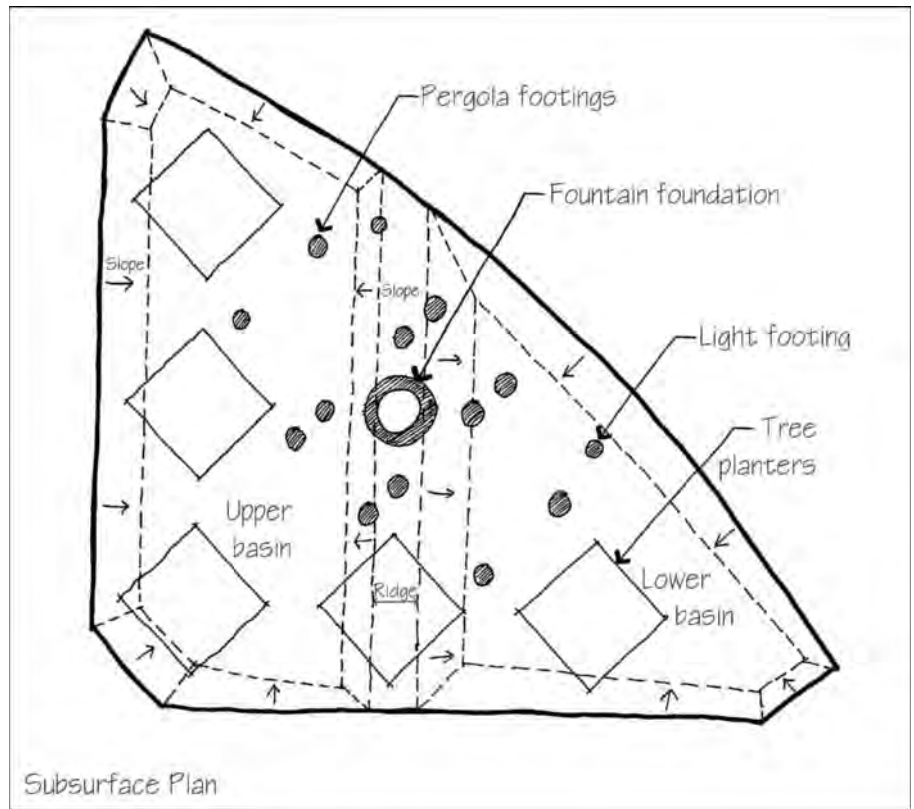 Pergola footings
Fountain foundation
Slope
Slope
Light footing
Tree
planters
Upper
basin
Ridge
Lower
basin
Subsurface Plan